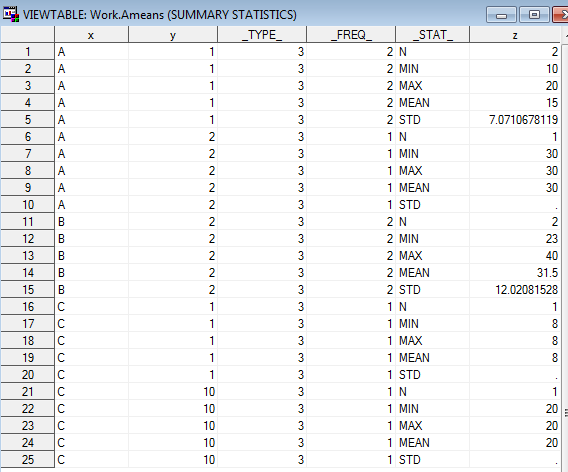 VIEWTABLE: Work.Ameans (SUMMARY STATISTICS)
x y _TYPE_ _FREQ_ _STAT_ z
1 A 1 3 2 N 2
2 A 1 3 2 MIN 10
3 A 1 3 2 MAX 20
4 A 1 3 2 MEAN 15
5 A 1 3 2 STD 7.0710678119
6 A 2 3 1 N 1
7 A 2 3 1 MIN 30
8 A 2 3 1 MAX 30
9 A 2 3 1 MEAN 30
10 A 2 3 1 STD .
11 B 2 3 2 N 2
12 B 2 3 2 MIN 23
13 B 2 3 2 MAX 40
14 B 2 3 2 MEAN 31.5
15 B 2 3 2 STD 12.02081528
16 C 1 3 1 N 1
17 C 1 3 1 MIN 8
18 C 1 3 1 MAX 8
19 C 1 3 1 MEAN 8
20 C 1 3 1 STD .
21 C 10 3 1 N 1
22 C 10 3 1 MIN 20
23 C 10 3 1 MAX 20
24 C 10 3 1 MEAN 20
25 C 10 3 1 STD .